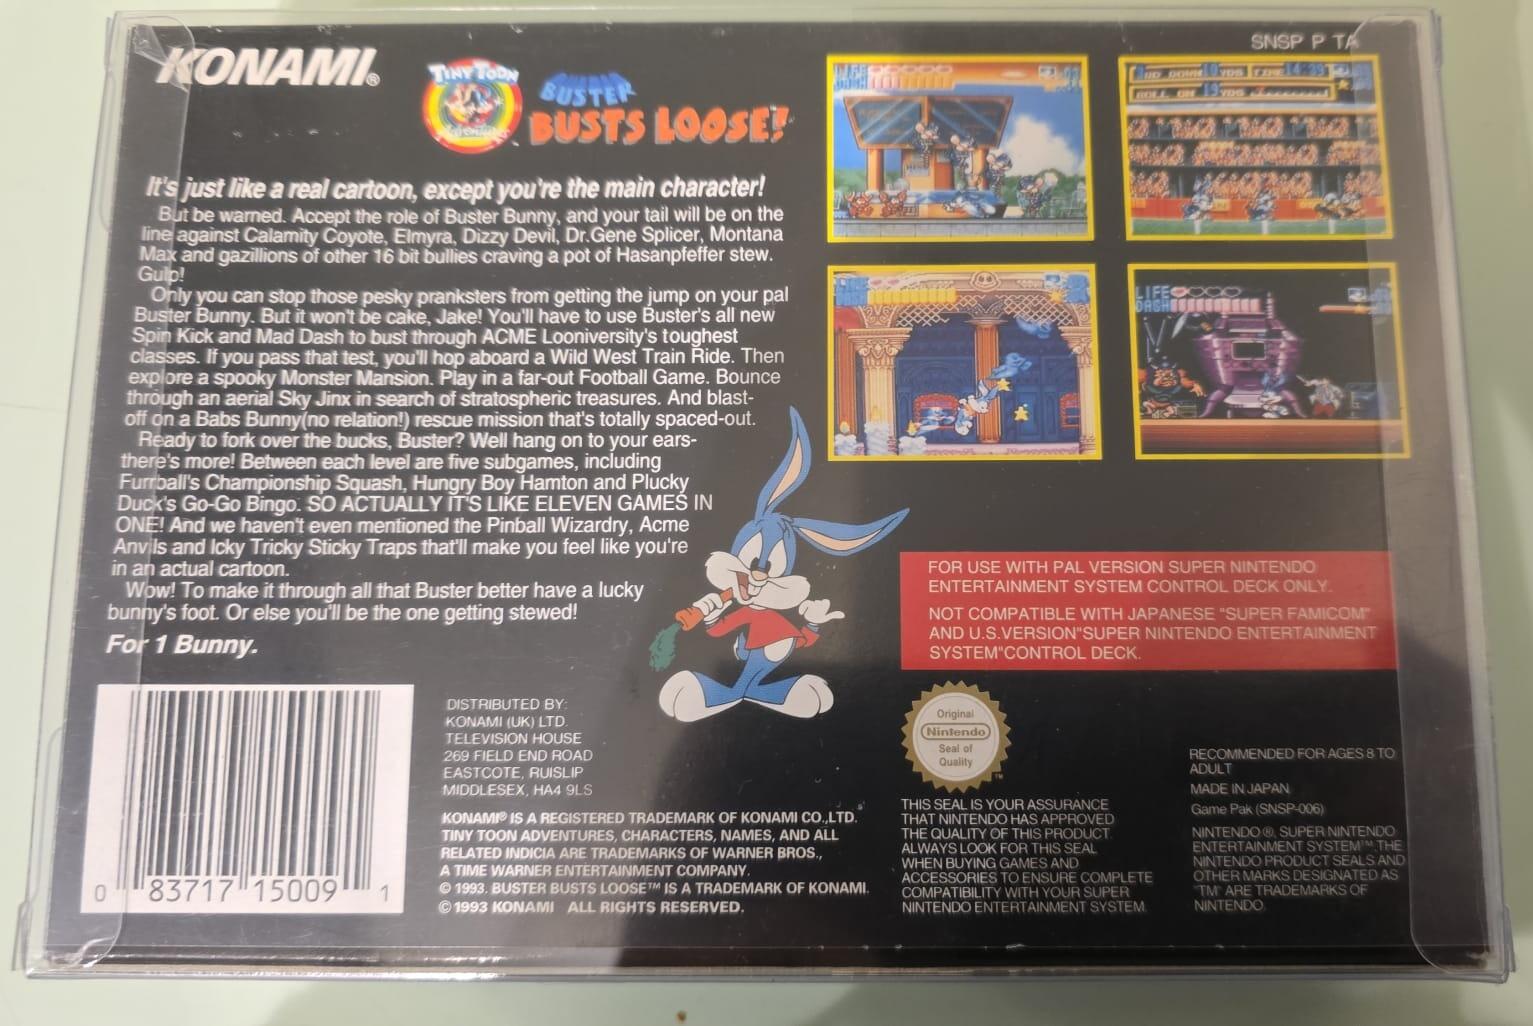 KONAMI®
SNSP P TA
TINY TOON
Adventures
BUSTER
BUSTS LOOSE!
It's just like a real cartoon, except you're the main character!
But be warned. Accept the role of Buster Bunny, and your tail will be on the
line against Calamity Coyote, Elmyra, Dizzy Devil, Dr.Gene Splicer, Montana
Max and gazillions of other 16 bit bullies craving a pot of Hasanpfeffer stew.
Gulp!
Only you can stop those pesky pranksters from getting the jump on your pal
Buster Bunny. But it won't be cake, Jake! You'll have to use Buster's all new
Spin Kick and Mad Dash to bust through ACME Looniversity's toughest
classes. If you pass that test, you'll hop aboard a Wild West Train Ride. Then
explore a spooky Monster Mansion. Play in a far-out Football Game. Bounce
through an aerial Sky Jinx in search of stratospheric treasures. And blast-
off on a Babs Bunny(no relation!) rescue mission that's totally spaced-out.
Ready to fork over the bucks, Buster? Well hang on to your ears-
there's more! Between each level are five subgames, including
Furrball's Championship Squash, Hungry Boy Hamton and Plucky
Duck's Go-Go Bingo. SO ACTUALLY IT'S LIKE ELEVEN GAMES IN
ONE! And we haven't even mentioned the Pinball Wizardry, Acme
Anvils and Icky Tricky Sticky Traps that'll make you feel like you're
in an actual cartoon.
Wow! To make it through all that Buster better have a lucky
bunny's foot. Or else you'll be the one getting stewed!
For 1 Bunny.
LIFE
DASH
DOWN 10 YDS TIME
BALL ON 19 YDS
LIFE
DASH
FOR USE WITH PAL VERSION SUPER NINTENDO
ENTERTAINMENT SYSTEM CONTROL DECK ONLY.
NOT COMPATIBLE WITH JAPANESE "SUPER FAMICOM"
AND U.S.VERSION"SUPER NINTENDO ENTERTAINMENT
SYSTEM"CONTROL DECK.
0 83717 15009 1
DISTRIBUTED BY:
KONAMI (UK) LTD.
TELEVISION HOUSE
269 FIELD END ROAD
EASTCOTE, RUISLIP
MIDDLESEX, HA4 9LS
KONAMI® IS A REGISTERED TRADEMARK OF KONAMI CO.,LTD.
TINY TOON ADVENTURES, CHARACTERS, NAMES, AND ALL
RELATED INDICIA ARE TRADEMARKS OF WARNER BROS.,
A TIME WARNER ENTERTAINMENT COMPANY.
© 1993. BUSTER BUSTS LOOSE™ IS A TRADEMARK OF KONAMI.
© 1993 KONAMI ALL RIGHTS RESERVED.
Original
Nintendo
Seal of
Quality
TM
THIS SEAL IS YOUR ASSURANCE
THAT NINTENDO HAS APPROVED
THE QUALITY OF THIS PRODUCT.
ALWAYS LOOK FOR THIS SEAL
WHEN BUYING GAMES AND
ACCESSORIES TO ENSURE COMPLETE
COMPATIBILITY WITH YOUR SUPER
NINTENDO ENTERTAINMENT SYSTEM.
RECOMMENDED FOR AGES 8 TO
ADULT
MADE IN JAPAN
Game Pak (SNSP-006)
NINTENDO ®, SUPER NINTENDO
ENTERTAINMENT SYSTEM™,THE
NINTENDO PRODUCT SEALS AND
OTHER MARKS DESIGNATED AS
"TM" ARE TRADEMARKS OF
NINTENDO.